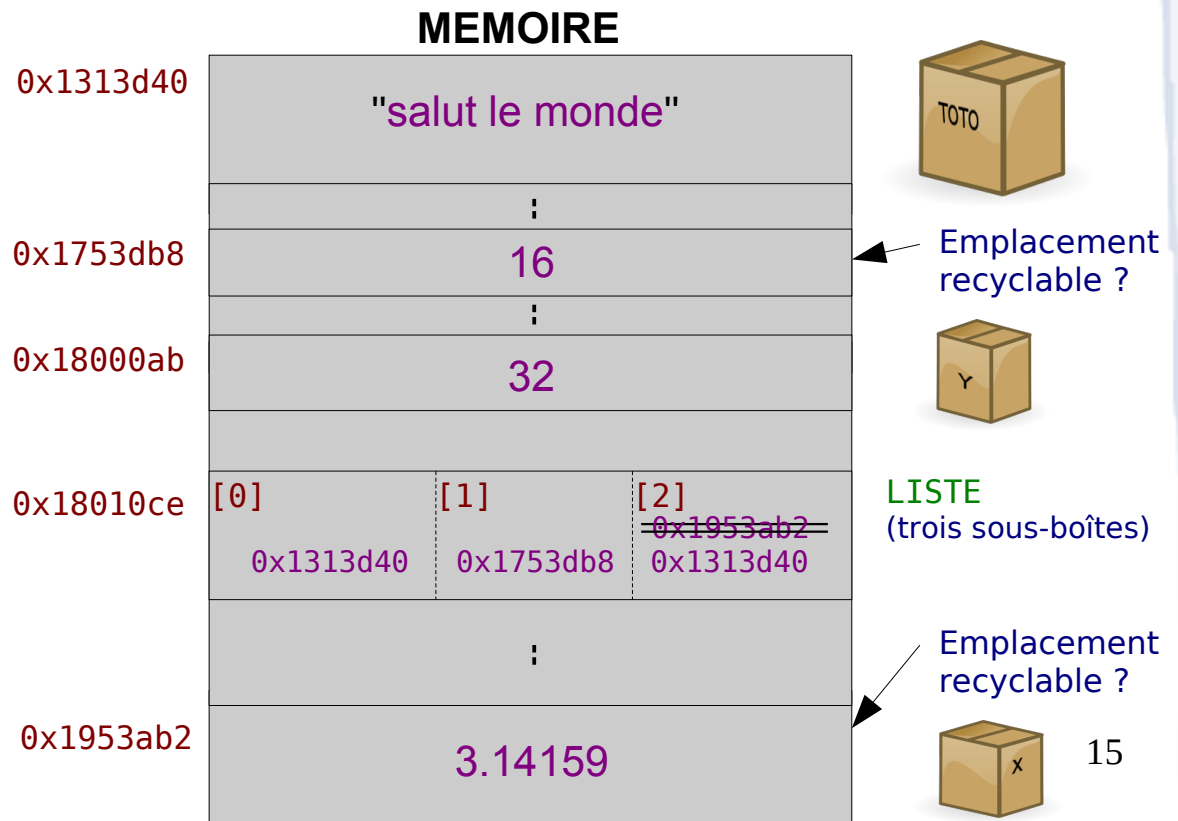 MEMOIRE
0x1313d40
"salut le monde"
TOTO
0x1753db8
16
Emplacement
recyclable ?
0x18000ab
32
Y
0x18010ce
[0] [1] [2]
0x1953ab2
0x1313d40 0x1753db8 0x1313d40
LISTE
(trois sous-boîtes)
Emplacement
recyclable ?
0x1953ab2
3.14159
X
15